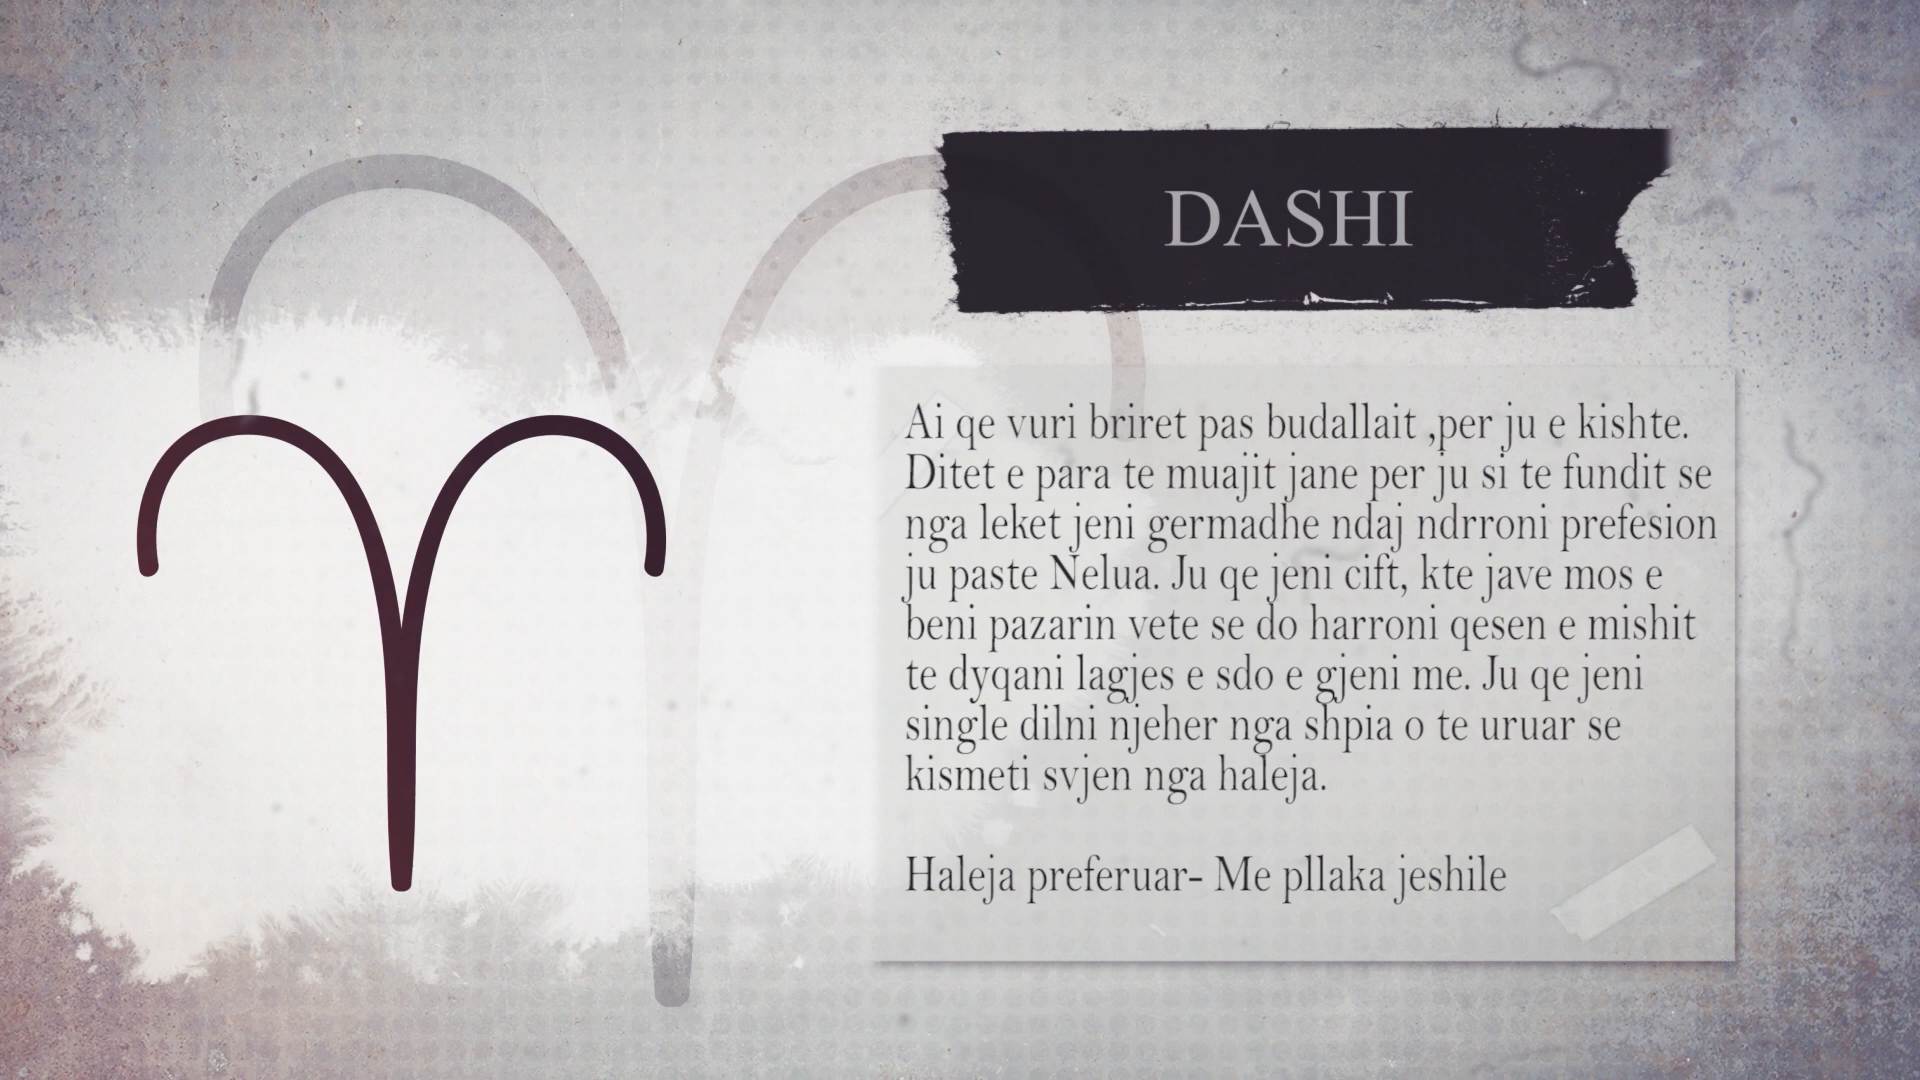 DASHI
Ai qe vuri briret pas budallait ,per ju e kishte.
Ditet e para te muajit jane per ju si te fundit se
nga leket jeni germadhe ndaj ndrroni prefesion
ju paste Nelua. Ju qe jeni cift, kte jave mos e
beni pazarin vete se do harroni qesen e mishit
te dyqani lagjes e sdo e gjeni me. Ju qe jeni
single dilni njeher nga shpia o te uruar se
kismeti svjen nga haleja.
Haleja preferuar- Me pllaka jeshile